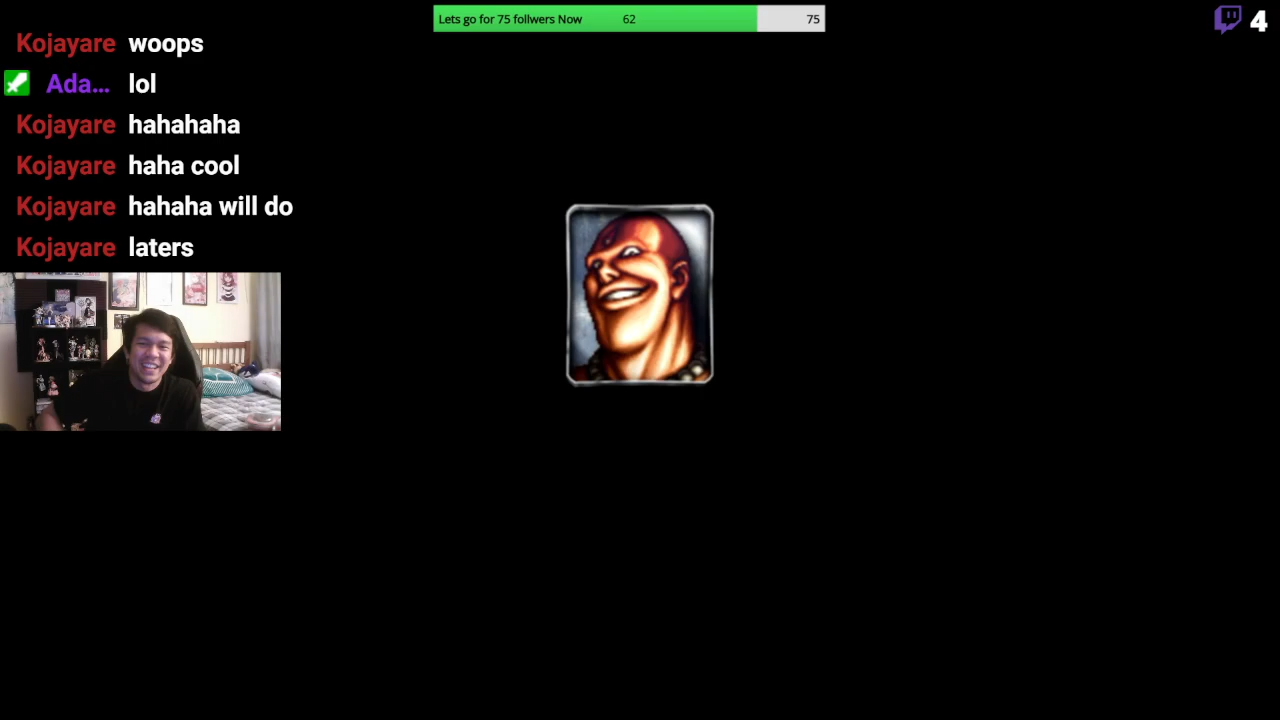 Lets go for 75 follwers Now 62 75
4
Kojayare woops
Ada... lol
Kojayare hahahaha
Kojayare haha cool
Kojayare hahaha will do
Kojayare laters